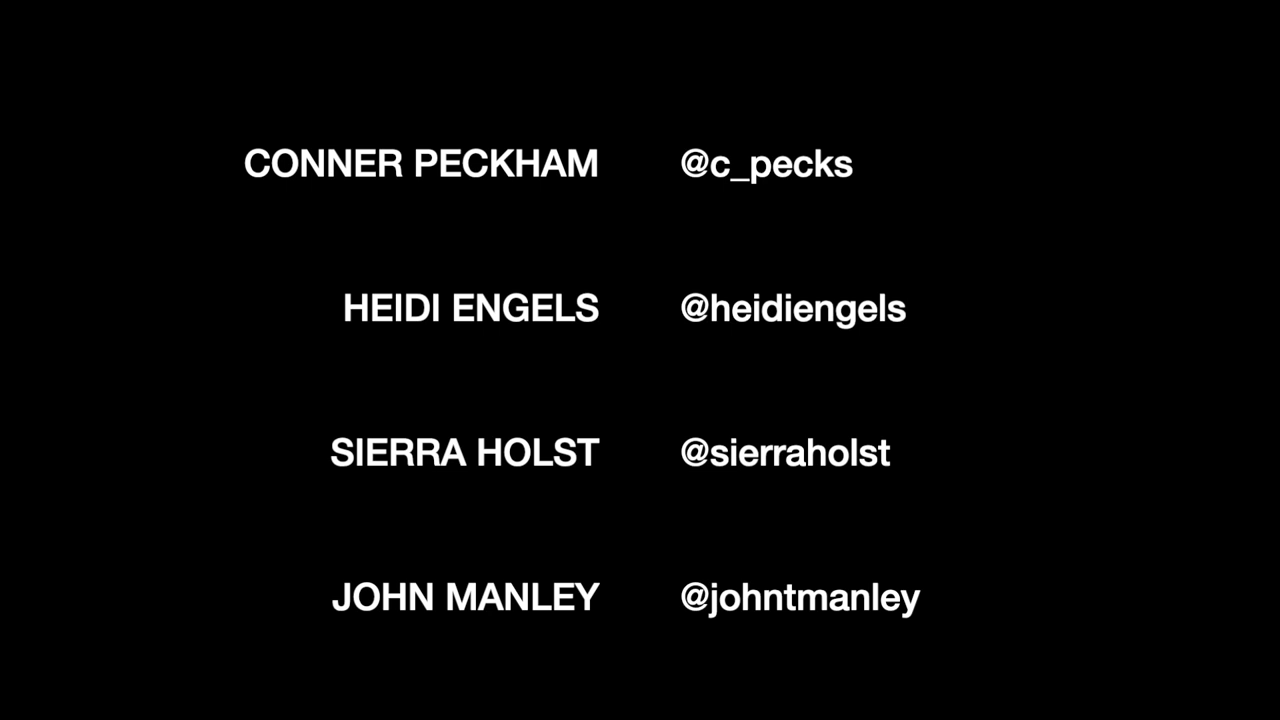 CONNER PECKHAM @c_pecks
HEIDI ENGELS @heidiengels
SIERRA HOLST @sierraholst
JOHN MANLEY @johntmanley